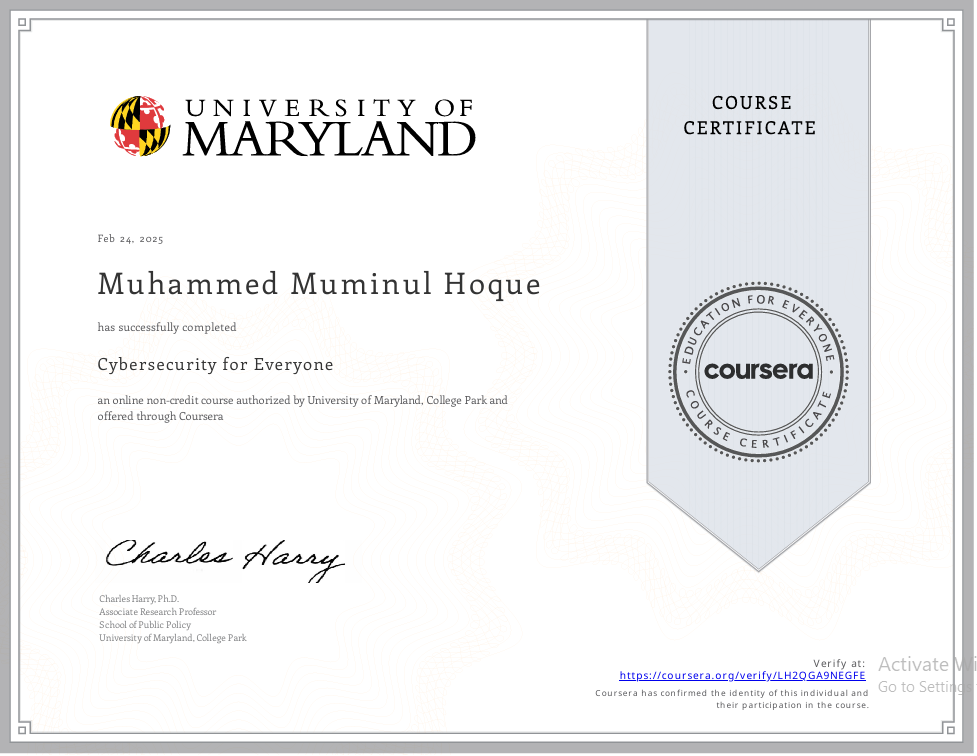 UNIVERSITY OF
MARYLAND
COURSE
CERTIFICATE
Feb 24, 2025
Muhammed Muminul Hoque
has successfully completed
Cybersecurity for Everyone
an online non-credit course authorized by University of Maryland, College Park and
offered through Coursera
EDUCATION FOR EVERYONE
coursera
COURSE CERTIFICATE
Charles Harry
Charles Harry, Ph.D.
Associate Research Professor
School of Public Policy
University of Maryland, College Park
Verify at:
https://coursera.org/verify/LH2QGA9NEGFE
Coursera has confirmed the identity of this individual and
their participation in the course.
Activate Wi
Go to Setting